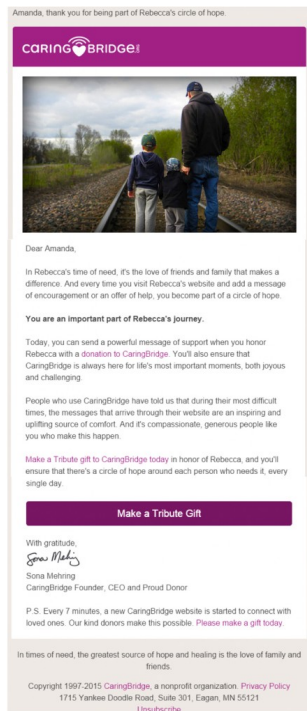 Amanda, thank you for being part of Rebecca's circle of hope.
CaringBridge
Dear Amanda,
In Rebecca's time of need, it's the love of friends and family that makes a
difference. And every time you visit Rebecca's website and add a message
of encouragement or an offer of help, you become part of a circle of hope.
You are an important part of Rebecca's journey.
Today, you can send a powerful message of support when you honor
Rebecca with a donation to CaringBridge. You'll also ensure that
CaringBridge is always here for life's most important moments, both joyous
and challenging.
People who use CaringBridge have told us that during their most difficult
times, the messages that arrive through their website are an inspiring and
uplifting source of comfort. And it's compassionate, generous people like
you who make this happen.
Make a Tribute gift to CaringBridge today in honor of Rebecca, and you'll
ensure that there's a circle of hope around each person who needs it, every
single day.
Make a Tribute Gift
With gratitude,
Sona Mehring
Sona Mehring
CaringBridge Founder, CEO and Proud Donor
P.S. Every 7 minutes, a new CaringBridge website is started to connect with
loved ones. Our kind donors make this possible. Please make a gift today.
In times of need, the greatest source of hope and healing is the love of family and
friends.
Copyright 1997-2015 CaringBridge, a nonprofit organization. Privacy Policy
1715 Yankee Doodle Road, Suite 301, Eagan, MN 55121
Unsubscribe